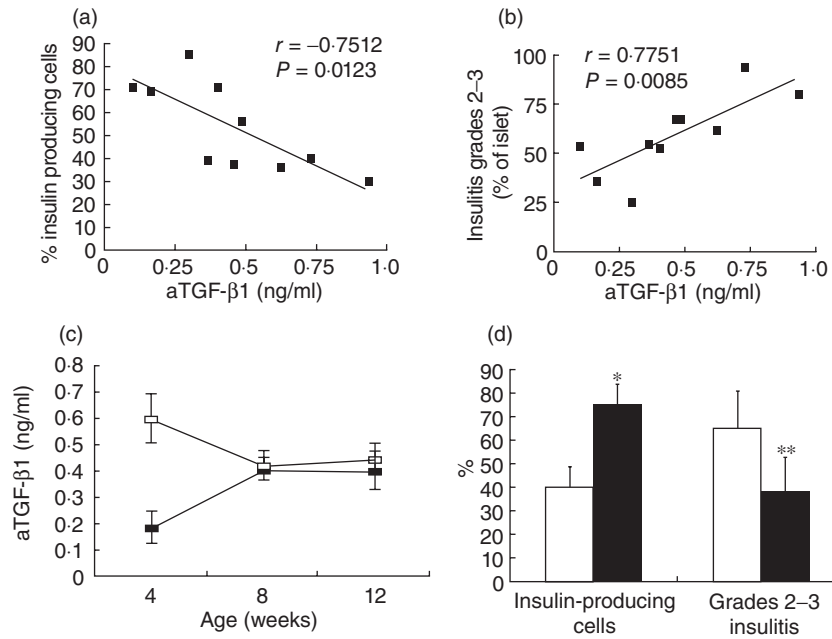 (a)
r = −0·7512
P = 0·0123
% insulin producing cells
90
80
70
60
50
40
30
20
10
0
0 0·25 0·5 0·75 1·0
aTGF-β1 (ng/ml)
(b)
r = 0·7751
P = 0·0085
Insulitis grades 2–3
(% of islet)
100
75
50
25
0
0 0·25 0·5 0·75 1·0
aTGF-β1 (ng/ml)
(c)
aTGF-β1 (ng/ml)
0·8
0·7
0·6
0·5
0·4
0·3
0·2
0·1
0
4 8 12
Age (weeks)
(d)
%
90
80
70
60
50
40
30
20
10
0
*
**
Insulin-producing
cells
Grades 2–3
insulitis